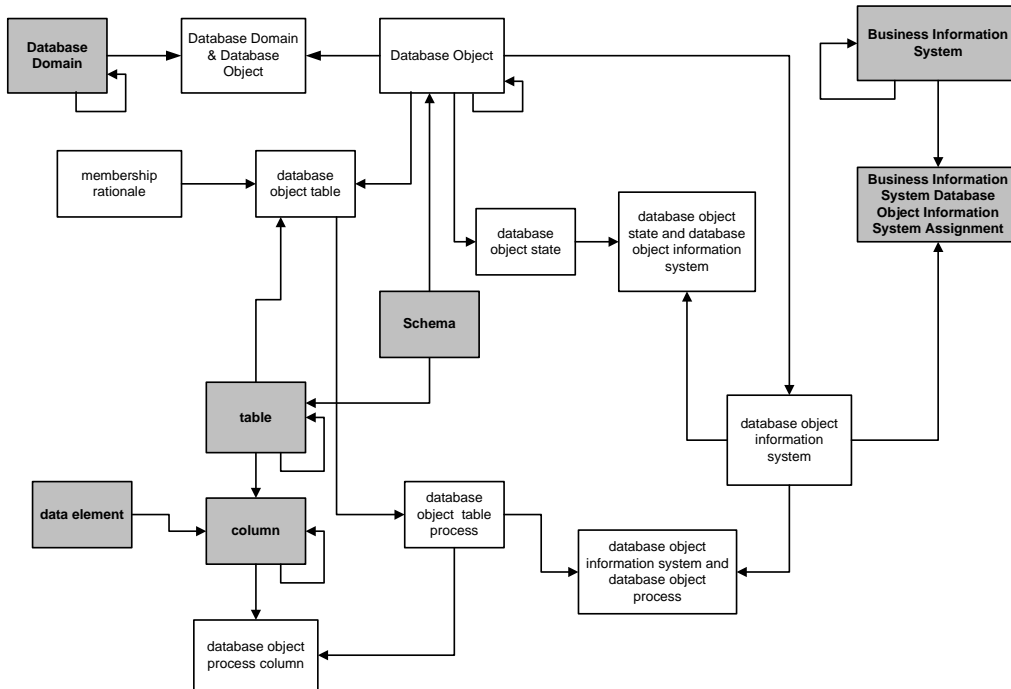 Database
Domain
Database Domain
& Database
Object
Database Object
Business Information
System
membership
rationale
database
object table
database
object state
database object
state and database
object information
system
Business Information
System Database
Object Information
System Assignment
Schema
table
database object
information
system
data element
column
database
object  table
process
database object
information system and
database object
process
database object
process column